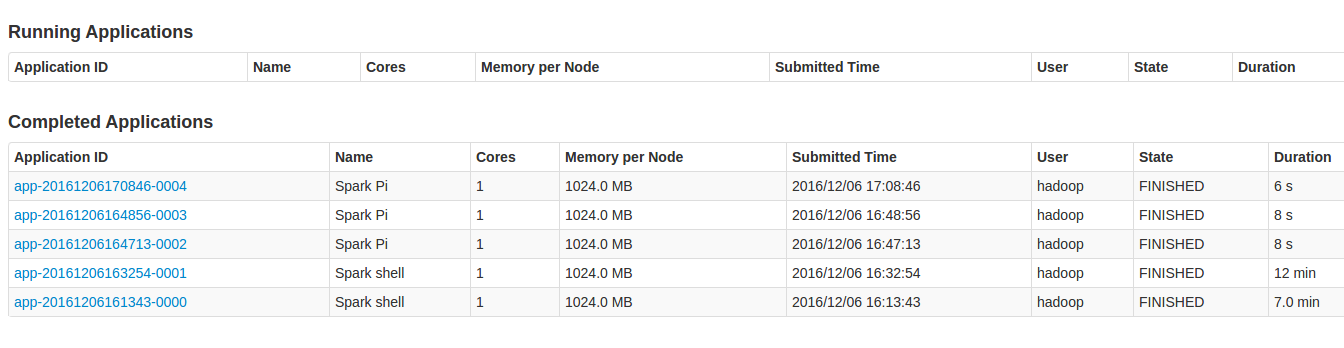 Running Applications
Application ID Name Cores Memory per Node Submitted Time User State Duration
Completed Applications
Application ID Name Cores Memory per Node Submitted Time User State Duration
app-20161206170846-0004 Spark Pi 1 1024.0 MB 2016/12/06 17:08:46 hadoop FINISHED 6 s
app-20161206164856-0003 Spark Pi 1 1024.0 MB 2016/12/06 16:48:56 hadoop FINISHED 8 s
app-20161206164713-0002 Spark Pi 1 1024.0 MB 2016/12/06 16:47:13 hadoop FINISHED 8 s
app-20161206163254-0001 Spark shell 1 1024.0 MB 2016/12/06 16:32:54 hadoop FINISHED 12 min
app-20161206161343-0000 Spark shell 1 1024.0 MB 2016/12/06 16:13:43 hadoop FINISHED 7.0 min